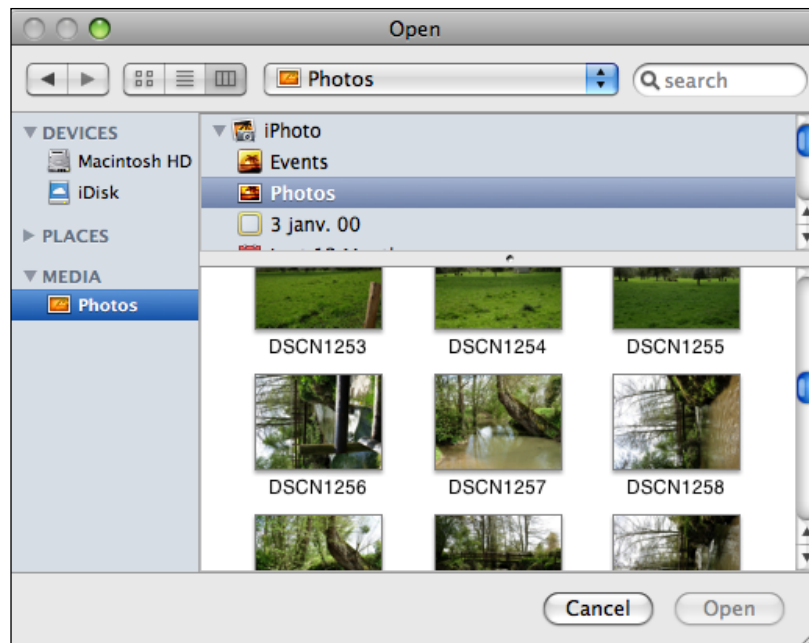 Open
Photos
search
DEVICES
Macintosh HD
iDisk
PLACES
MEDIA
Photos
iPhoto
Events
Photos
3 janv. 00
DSCN1253 DSCN1254 DSCN1255
DSCN1256 DSCN1257 DSCN1258
Cancel Open